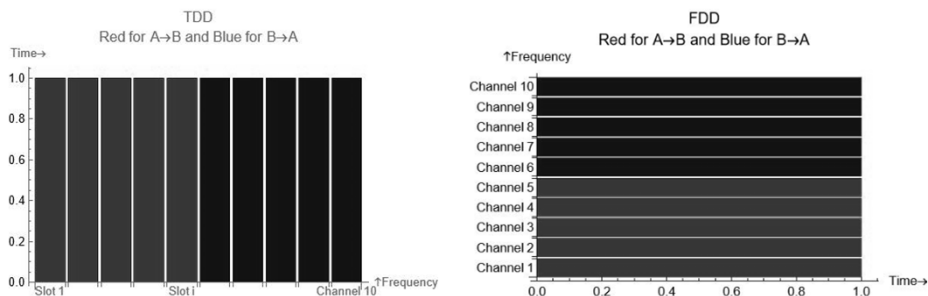 TDD
Red for A→B and Blue for B→A
Time→
1.0
0.8
0.6
0.4
0.2
0.0
Slot 1
Slot i
Channel 10
↑Frequency
FDD
Red for A→B and Blue for B→A
↑Frequency
Channel 10
Channel 9
Channel 8
Channel 7
Channel 6
Channel 5
Channel 4
Channel 3
Channel 2
Channel 1
0.0 0.2 0.4 0.6 0.8 1.0
Time→